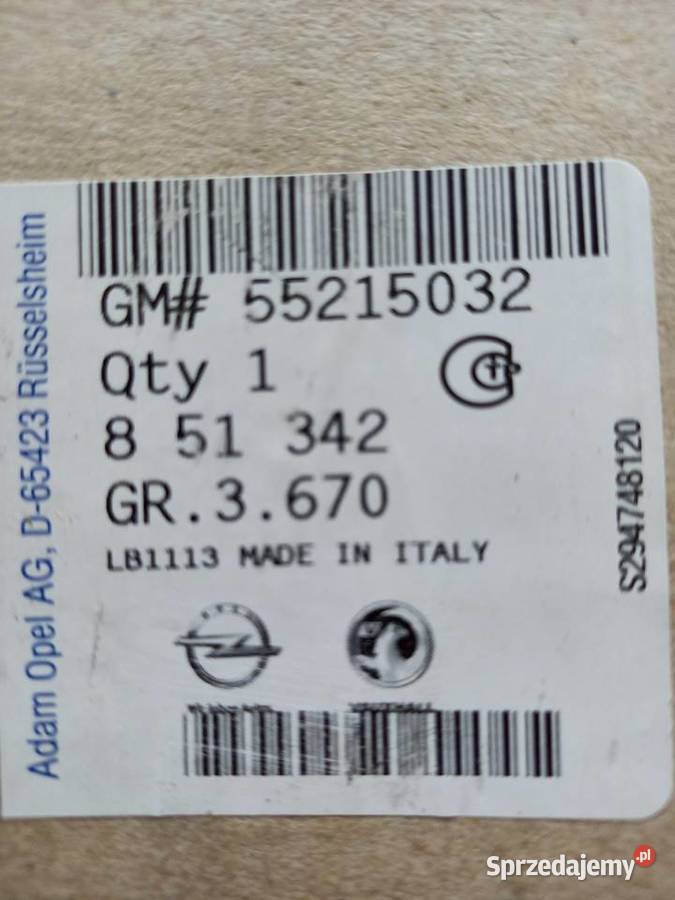 Adam Opel AG, D-65423 Rüsselsheim
GM# 55215032
Qty 1
8 51 342
GR.3.670
LB1113 MADE IN ITALY
S294748120
VAUXHALL
Sprzedajemy.pl